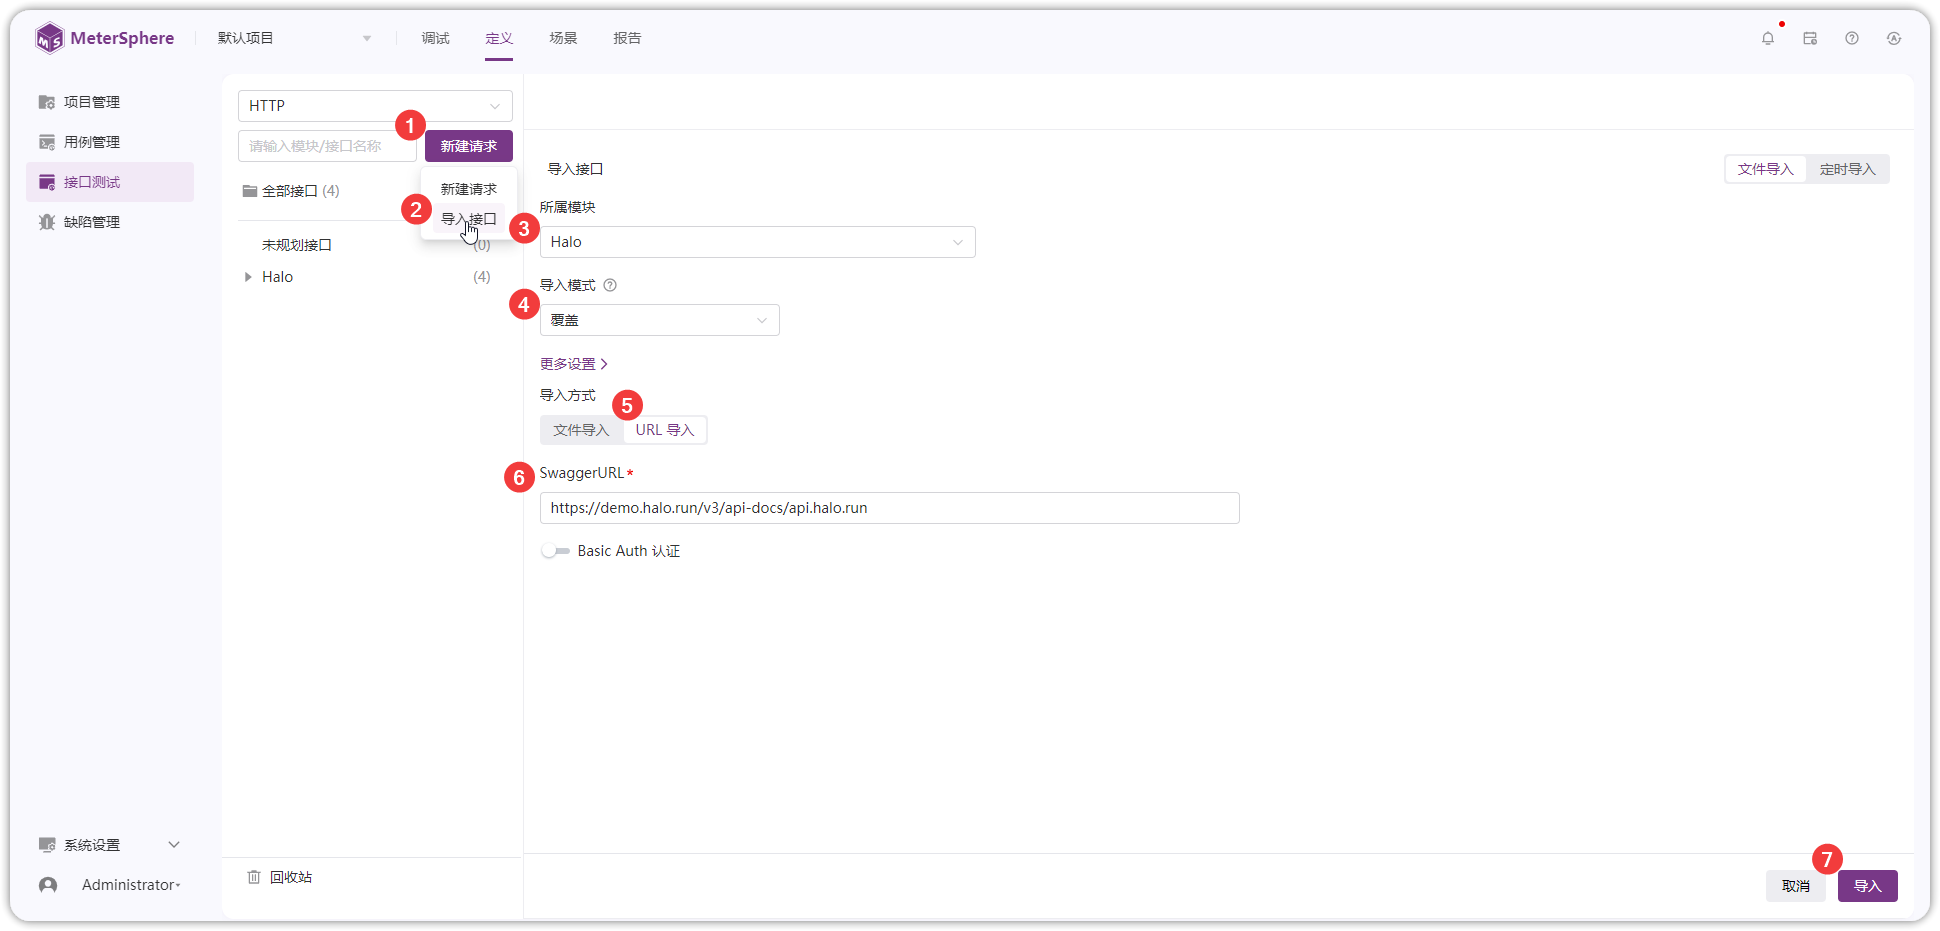 MeterSphere
默认项目
调试
定义
场景
报告
项目管理
用例管理
接口测试
缺陷管理
系统设置
Administrator
HTTP
请输入模块/接口名称
1
新建请求
全部接口 (4)
新建请求
2
导入接口
未规划接口
(0)
Halo
(4)
回收站
导入接口
文件导入
定时导入
所属模块
3
Halo
导入模式
4
覆盖
更多设置
导入方式
5
文件导入
URL 导入
6
SwaggerURL*
https://demo.halo.run/v3/api-docs/api.halo.run
Basic Auth 认证
7
取消
导入